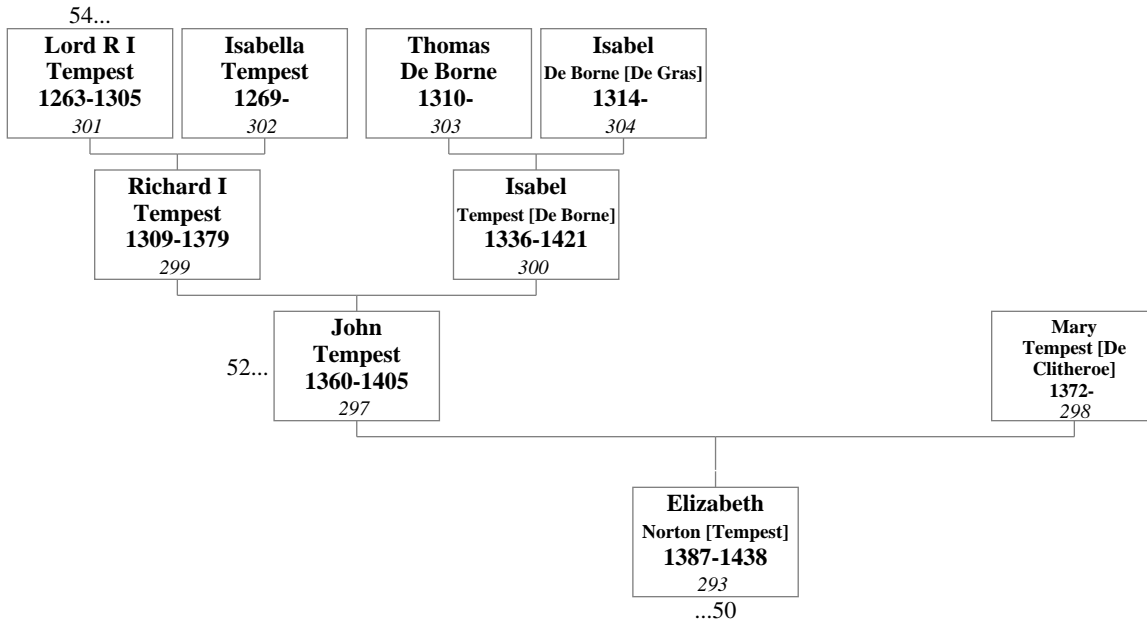 54...
Lord R I
Tempest
1263-1305
301
Isabella
Tempest
1269-
302
Thomas
De Borne
1310-
303
Isabel
De Borne [De Gras]
1314-
304
Richard I
Tempest
1309-1379
299
Isabel
Tempest [De Borne]
1336-1421
300
52...
John
Tempest
1360-1405
297
Mary
Tempest [De
Clitheroe]
1372-
298
Elizabeth
Norton [Tempest]
1387-1438
293
...50